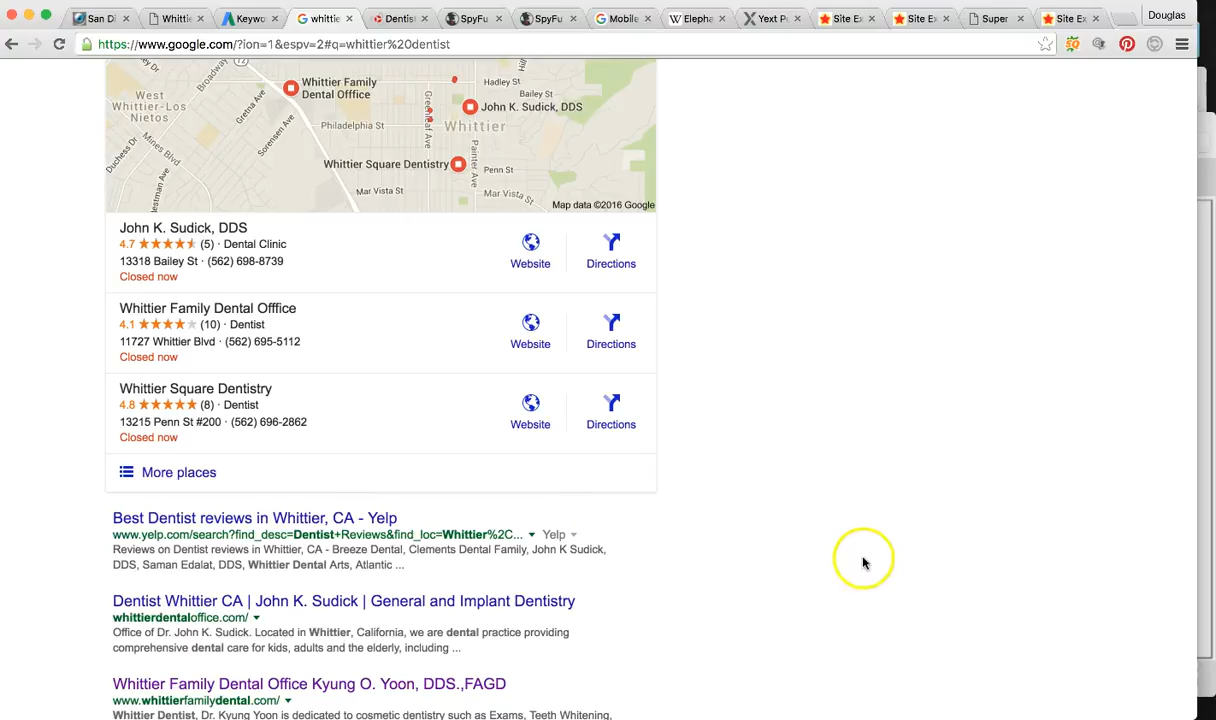 San Di
Whittie
Keywo
whittie
Dentis
SpyFu
SpyFu
Mobile
Elepha
Yext P
Site Ex
Site Ex
Super
Site Ex
Douglas
https://www.google.com/?ion=1&espv=2#q=whittier%20dentist
Broadway
12
Hadley St
Whittier Family
Dental Offfice
West
Whittier-Los
Nietos
Gretna Ave
Sorensen Ave
Philadelphia St
Greenleaf Ave
Bailey St
John K. Sudick, DDS
Whittier
Mines Blvd
Duchess Dr
Whittier Square Dentistry
Painter Ave
Penn St
Mar Vista St
Mar Vista St
Map data ©2016 Google
John K. Sudick, DDS
4.7 ★★★★★ (5) · Dental Clinic
13318 Bailey St · (562) 698-8739
Closed now
Website
Directions
Whittier Family Dental Offfice
4.1 ★★★★★ (10) · Dentist
11727 Whittier Blvd · (562) 695-5112
Closed now
Website
Directions
Whittier Square Dentistry
4.8 ★★★★★ (8) · Dentist
13215 Penn St #200 · (562) 696-2862
Closed now
Website
Directions
More places
Best Dentist reviews in Whittier, CA - Yelp
www.yelp.com/search?find_desc=Dentist+Reviews&find_loc=Whittier%2C... Yelp
Reviews on Dentist reviews in Whittier, CA - Breeze Dental, Clements Dental Family, John K Sudick,
DDS, Saman Edalat, DDS, Whittier Dental Arts, Atlantic ...
Dentist Whittier CA | John K. Sudick | General and Implant Dentistry
whittierdentaloffice.com/
Office of Dr. John K. Sudick. Located in Whittier, California, we are dental practice providing
comprehensive dental care for kids, adults and the elderly, including ...
Whittier Family Dental Office Kyung O. Yoon, DDS.,FAGD
www.whittierfamilydental.com/
Whittier Dentist, Dr. Kyung Yoon is dedicated to cosmetic dentistry such as Exams, Teeth Whitening,